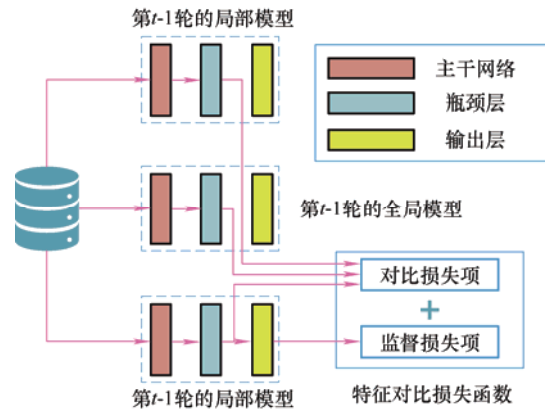 第t-1轮的局部模型
主干网络
瓶颈层
输出层
第t-1轮的全局模型
对比损失项
+
监督损失项
第t-1轮的局部模型
特征对比损失函数